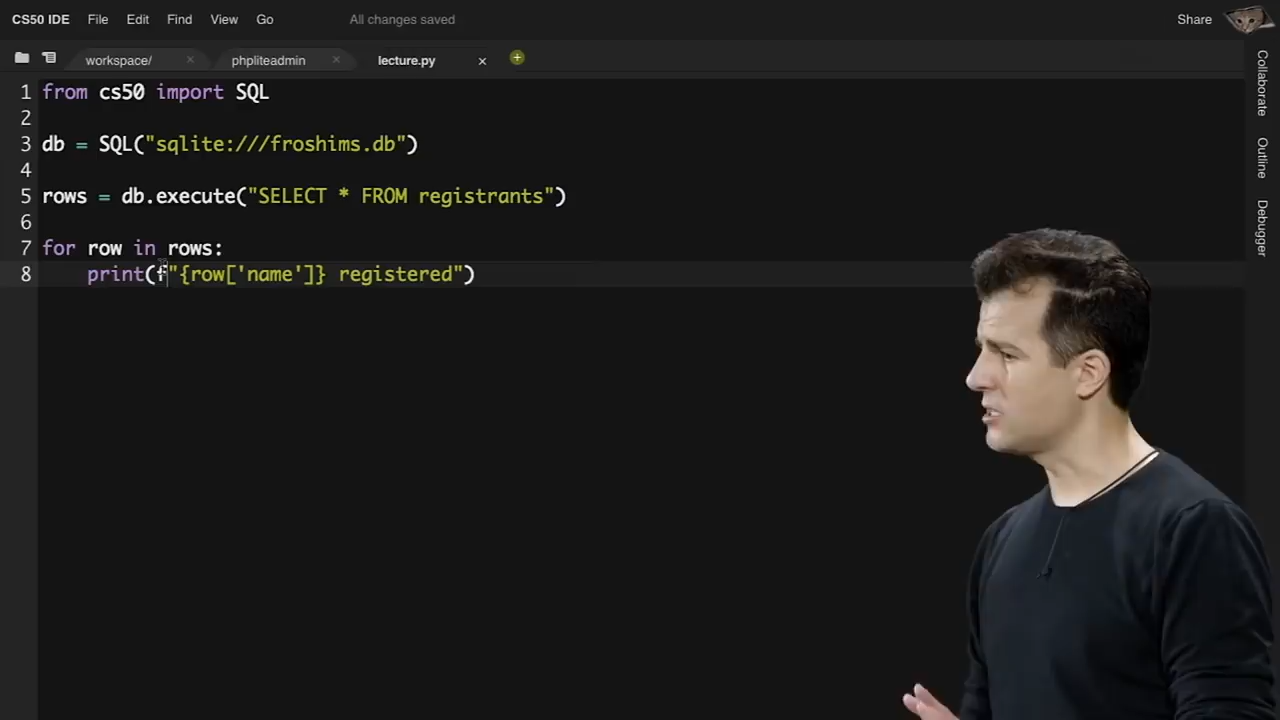 CS50 IDE File Edit Find View Go All changes saved Share
workspace/ × phpliteadmin × lecture.py × +
1 from cs50 import SQL
2
3 db = SQL("sqlite:///froshims.db")
4
5 rows = db.execute("SELECT * FROM registrants")
6
7 for row in rows:
8 print(f"{row['name']} registered")
Collaborate
Outline
Debugger